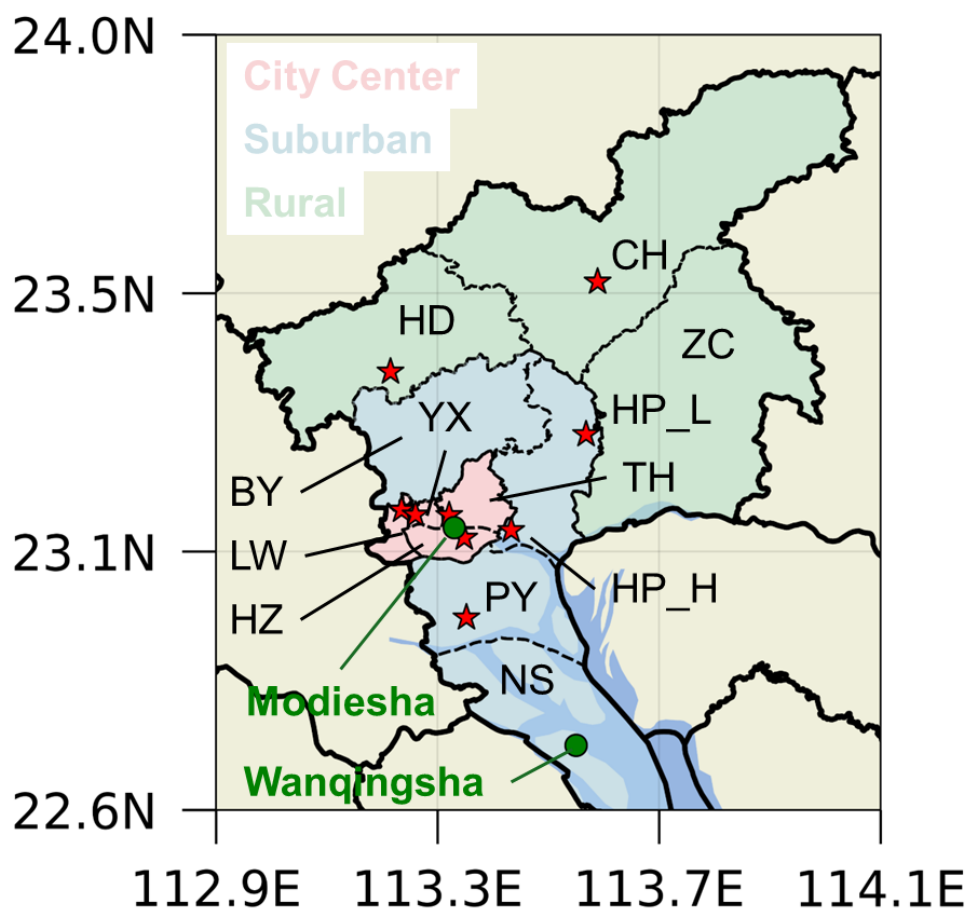 24.0N
City Center
Suburban
Rural
CH
23.5N
HD
ZC
YX
HP_L
BY
TH
LW
23.1N
HZ
PY
HP_H
NS
Modiesha
Wanqingsha
22.6N
112.9E 113.3E 113.7E 114.1E